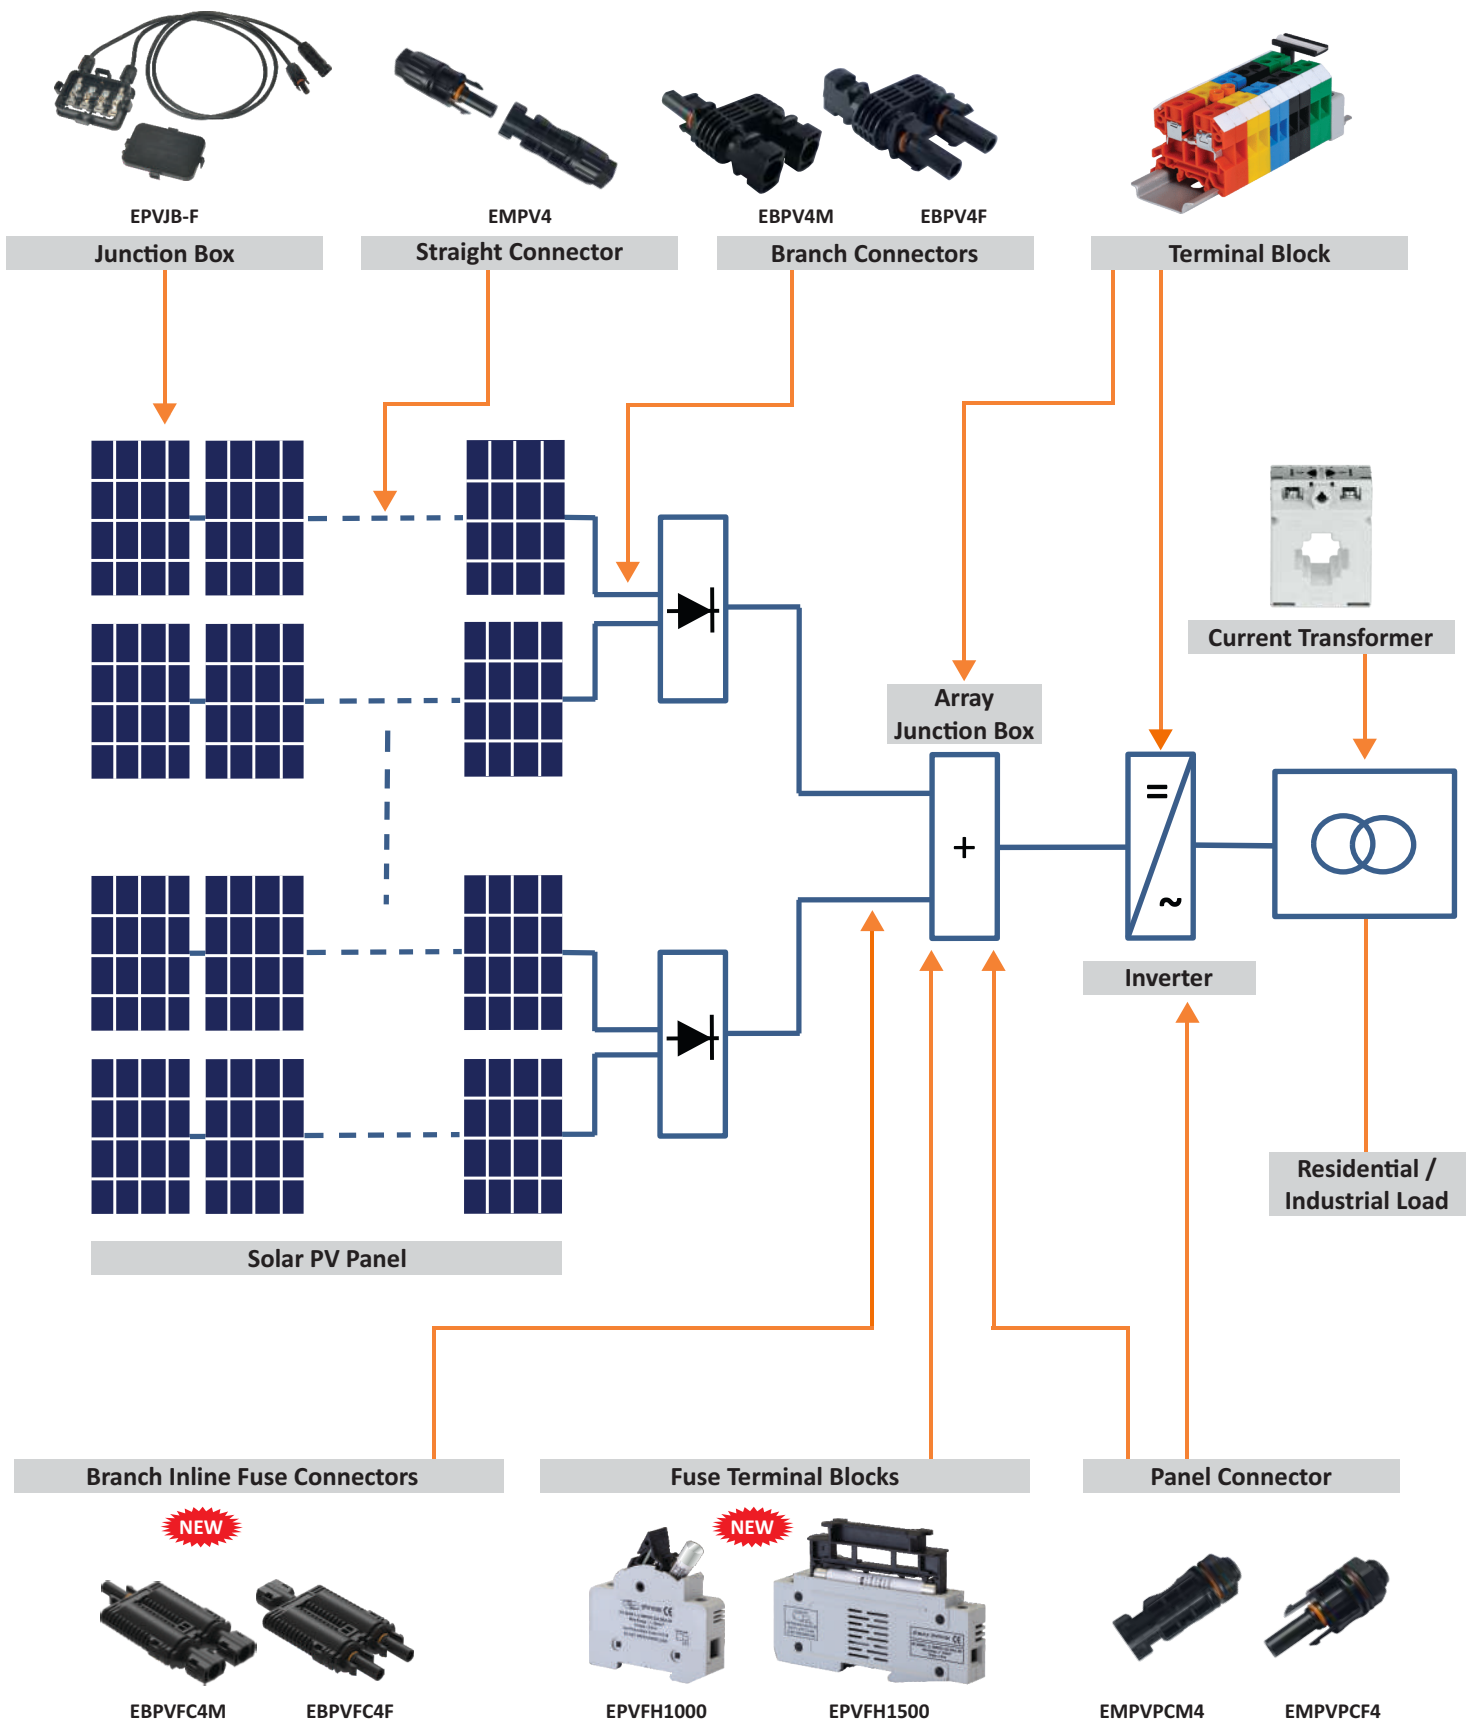 EPVJB-F
EMPV4
EBPV4M
EBPV4F
Junction Box
Straight Connector
Branch Connectors
Terminal Block
Current Transformer
Array
Junction Box
+
=
~
Inverter
Residential /
Industrial Load
Solar PV Panel
Branch Inline Fuse Connectors
Fuse Terminal Blocks
Panel Connector
NEW
NEW
EBPVFC4M
EBPVFC4F
EPVFH1000
EPVFH1500
EMPVPCM4
EMPVPCF4